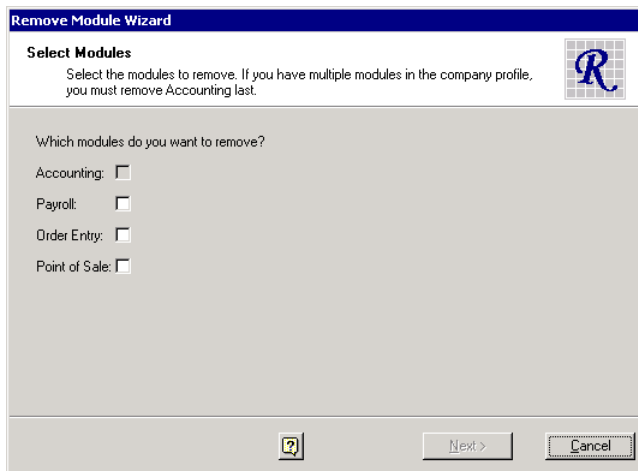 Remove Module Wizard
Select Modules
Select the modules to remove. If you have multiple modules in the company profile,
you must remove Accounting last.
R
Which modules do you want to remove?
Accounting:
Payroll:
Order Entry:
Point of Sale:
?
Next >
Cancel